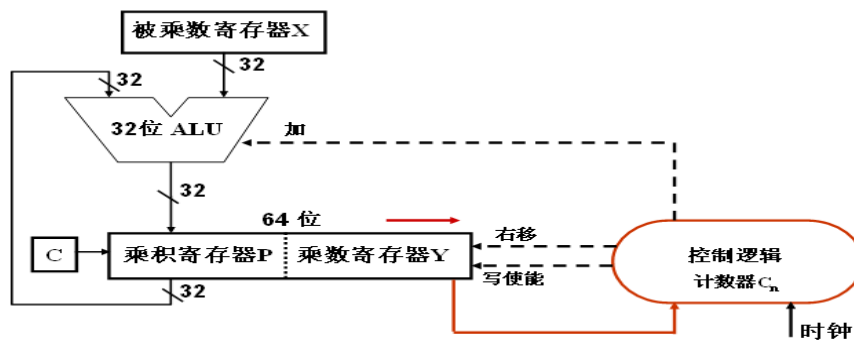 被乘数寄存器X
32
32
32位 ALU
加
32
64 位
C
乘积寄存器P
乘数寄存器Y
右移
写使能
控制逻辑
计数器Cn
32
时钟